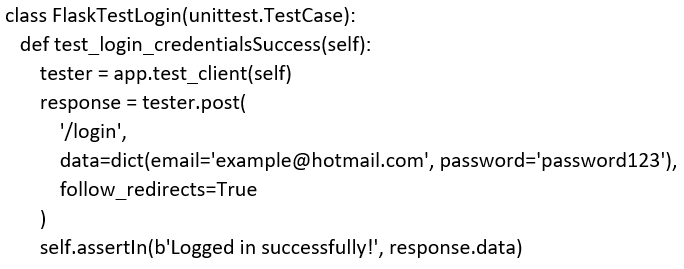 class FlaskTestLogin(unittest.TestCase):
def test_login_credentialsSuccess(self):
tester = app.test_client(self)
response = tester.post(
'/login',
data=dict(email='example@hotmail.com', password='password123'),
follow_redirects=True
)
self.assertIn(b'Logged in successfully!', response.data)